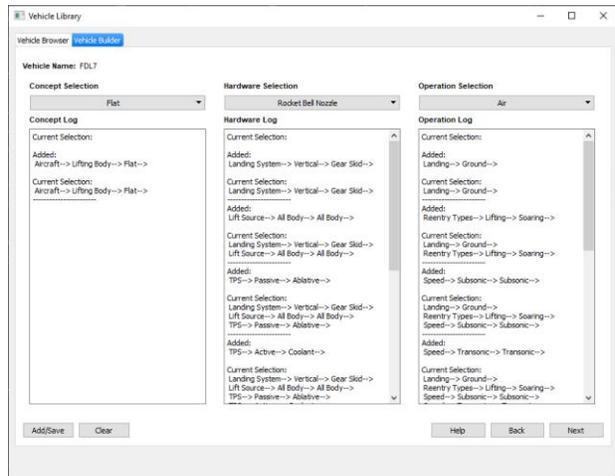 Vehicle Library
Vehicle Browser Vehicle Builder
Vehicle Name: FDL7
Concept Selection
Flat
Concept Log
Current Selection:
Added:
Aircraft--> Lifting Body--> Flat-->
Current Selection:
Aircraft--> Lifting Body--> Flat-->
--------------------
Hardware Selection
Rocket Bell Nozzle
Hardware Log
Current Selection:
Added:
Landing System--> Vertical--> Gear Skid-->
Current Selection:
Landing System--> Vertical--> Gear Skid-->
--------------------
Added:
Lift Source--> All Body--> All Body-->
Current Selection:
Landing System--> Vertical--> Gear Skid-->
Lift Source--> All Body--> All Body-->
--------------------
Added:
TPS--> Passive--> Ablative-->
Current Selection:
Landing System--> Vertical--> Gear Skid-->
Lift Source--> All Body--> All Body-->
TPS--> Passive--> Ablative-->
--------------------
Added:
TPS--> Active--> Coolant-->
Current Selection:
Landing System--> Vertical--> Gear Skid-->
Lift Source--> All Body--> All Body-->
TPS--> Passive--> Ablative-->
Operation Selection
Air
Operation Log
Current Selection:
Added:
Landing--> Ground-->
Current Selection:
Landing--> Ground-->
--------------------
Added:
Reentry Types--> Lifting--> Soaring-->
Current Selection:
Landing--> Ground-->
Reentry Types--> Lifting--> Soaring-->
--------------------
Added:
Speed--> Subsonic--> Subsonic-->
Current Selection:
Landing--> Ground-->
Reentry Types--> Lifting--> Soaring-->
Speed--> Subsonic--> Subsonic-->
--------------------
Added:
Speed--> Transonic--> Transonic-->
Current Selection:
Landing--> Ground-->
Reentry Types--> Lifting--> Soaring-->
Speed--> Subsonic--> Subsonic-->
Add/Save Clear Help Back Next